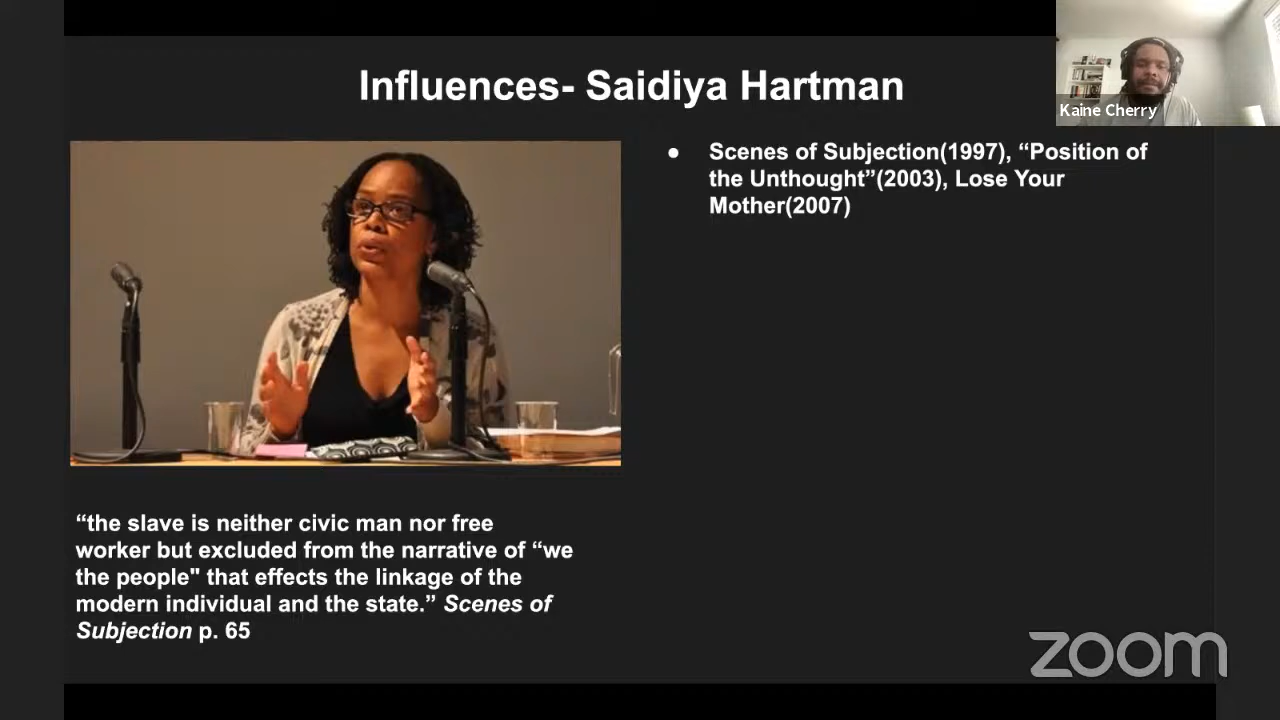 Influences- Saidiya Hartman
Kaine Cherry
● Scenes of Subjection(1997), “Position of
the Unthought”(2003), Lose Your
Mother(2007)
“the slave is neither civic man nor free
worker but excluded from the narrative of “we
the people" that effects the linkage of the
modern individual and the state.” Scenes of
Subjection p. 65
zoom